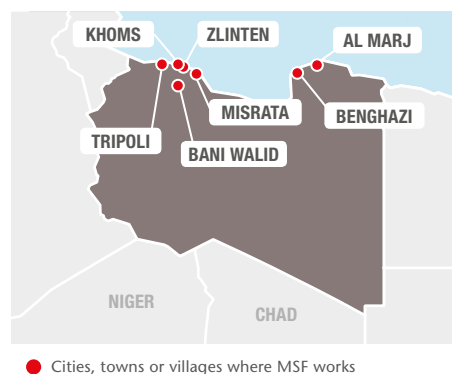 KHOMS
ZLINTEN
AL MARJ
MISRATA
BENGHAZI
TRIPOLI
BANI WALID
NIGER
CHAD
Cities, towns or villages where MSF works